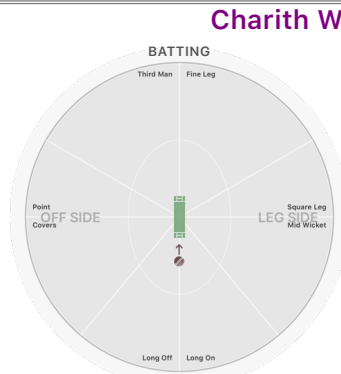 Charith W
BATTING
Third Man Fine Leg
Point Square Leg
OFF SIDE LEG SIDE
Covers Mid Wicket
Long Off Long On